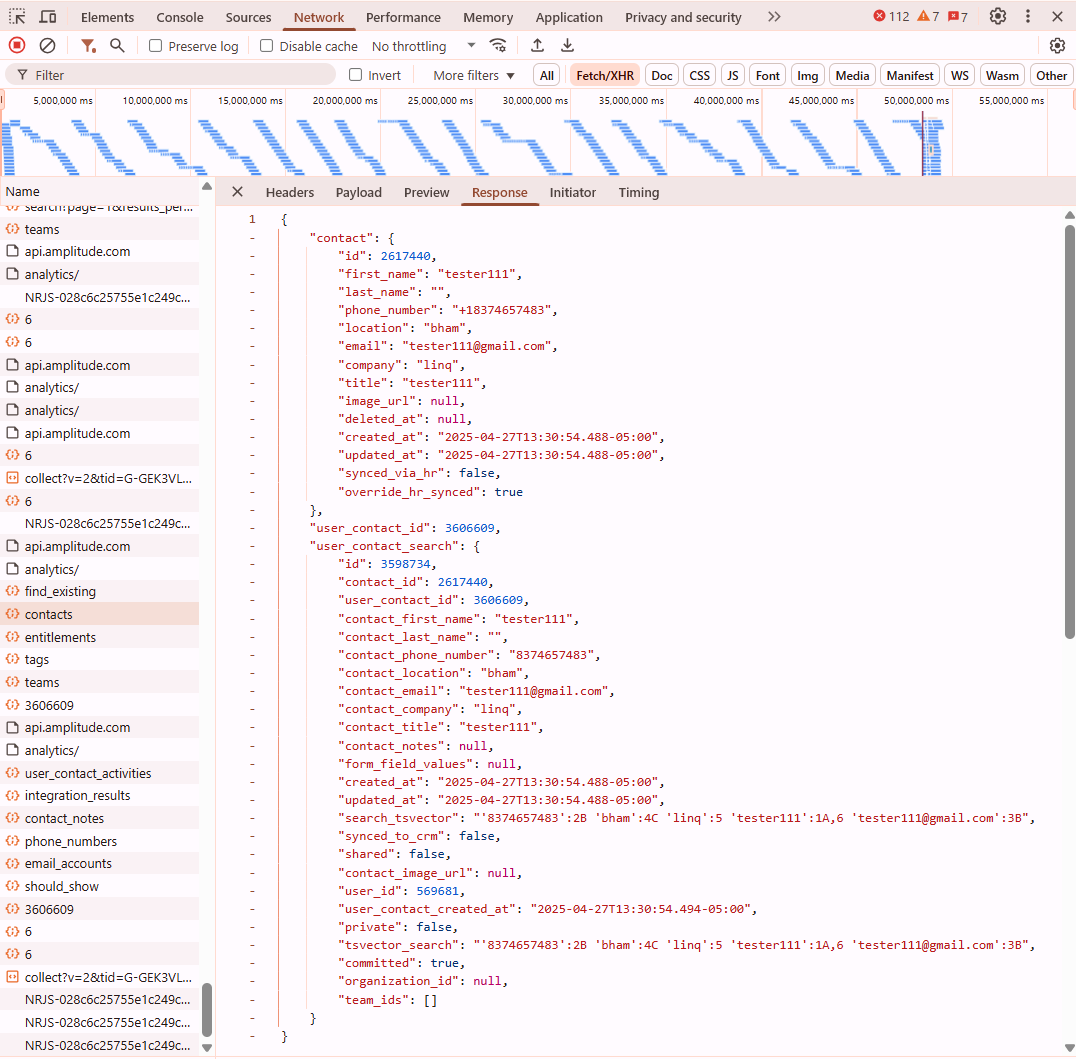 Elements Console Sources Network Performance Memory Application Privacy and security 112 7 7
Preserve log Disable cache No throttling
Filter Invert More filters All Fetch/XHR Doc CSS JS Font Img Media Manifest WS Wasm Other
5,000,000 ms 10,000,000 ms 15,000,000 ms 20,000,000 ms 25,000,000 ms 30,000,000 ms 35,000,000 ms 40,000,000 ms 45,000,000 ms 50,000,000 ms 55,000,000 ms
Name
search?page=1&results_per...
teams
api.amplitude.com
analytics/
NRJS-028c6c25755e1c249c...
6
6
api.amplitude.com
analytics/
analytics/
api.amplitude.com
6
collect?v=2&tid=G-GEK3VL...
6
NRJS-028c6c25755e1c249c...
api.amplitude.com
analytics/
find_existing
contacts
entitlements
tags
teams
3606609
api.amplitude.com
analytics/
user_contact_activities
integration_results
contact_notes
phone_numbers
email_accounts
should_show
3606609
6
6
collect?v=2&tid=G-GEK3VL...
NRJS-028c6c25755e1c249c...
NRJS-028c6c25755e1c249c...
NRJS-028c6c25755e1c249c...
Headers Payload Preview Response Initiator Timing
1 {
- "contact": {
- "id": 2617440,
- "first_name": "tester111",
- "last_name": "",
- "phone_number": "+18374657483",
- "location": "bham",
- "email": "tester111@gmail.com",
- "company": "linq",
- "title": "tester111",
- "image_url": null,
- "deleted_at": null,
- "created_at": "2025-04-27T13:30:54.488-05:00",
- "updated_at": "2025-04-27T13:30:54.488-05:00",
- "synced_via_hr": false,
- "override_hr_synced": true
- },
- "user_contact_id": 3606609,
- "user_contact_search": {
- "id": 3598734,
- "contact_id": 2617440,
- "user_contact_id": 3606609,
- "contact_first_name": "tester111",
- "contact_last_name": "",
- "contact_phone_number": "8374657483",
- "contact_location": "bham",
- "contact_email": "tester111@gmail.com",
- "contact_company": "linq",
- "contact_title": "tester111",
- "contact_notes": null,
- "form_field_values": null,
- "created_at": "2025-04-27T13:30:54.488-05:00",
- "updated_at": "2025-04-27T13:30:54.488-05:00",
- "search_tsvector": "'8374657483':2B 'bham':4C 'linq':5 'tester111':1A,6 'tester111@gmail.com':3B",
- "synced_to_crm": false,
- "shared": false,
- "contact_image_url": null,
- "user_id": 569681,
- "user_contact_created_at": "2025-04-27T13:30:54.494-05:00",
- "private": false,
- "tsvector_search": "'8374657483':2B 'bham':4C 'linq':5 'tester111':1A,6 'tester111@gmail.com':3B",
- "committed": true,
- "organization_id": null,
- "team_ids": []
- }
- }